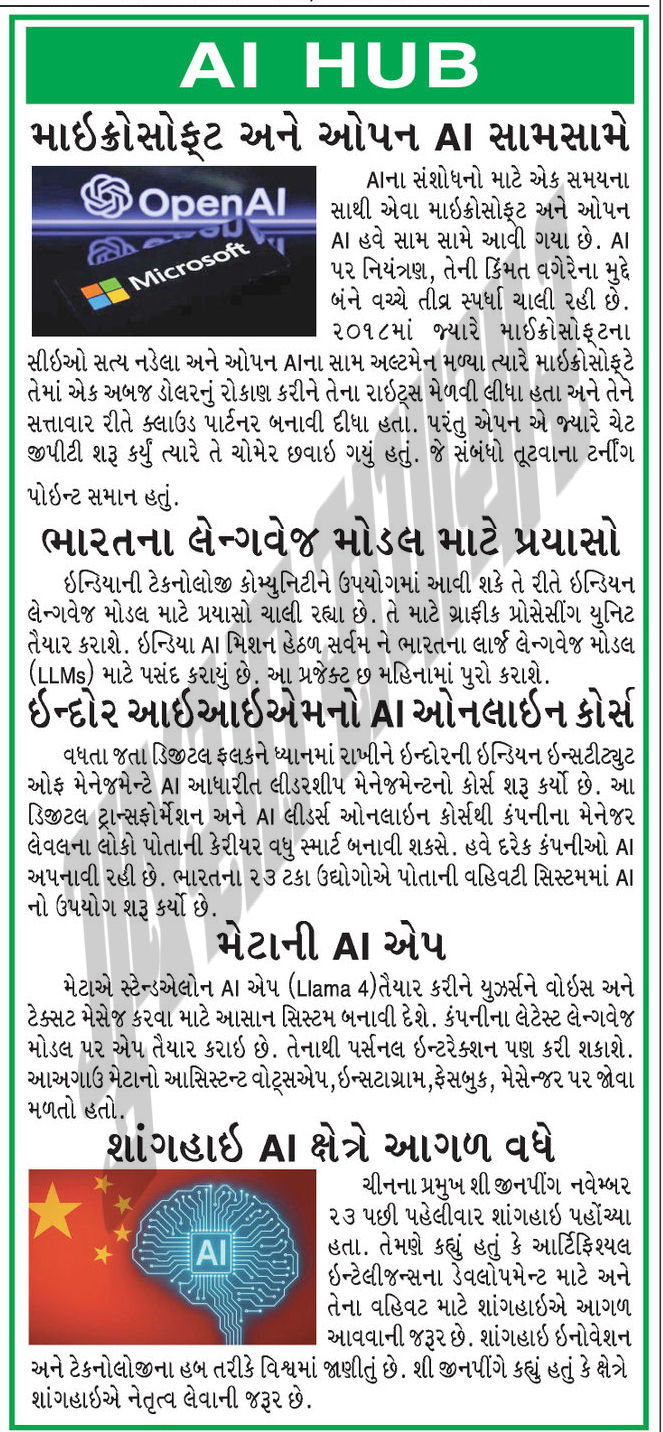 AI HUB
માઇક્રોસોફ્ટ અને ઓપન AI સામસામે
OpenAI
Microsoft
AIના સંશોધનો માટે એક સમયના
સાથી એવા માઇક્રોસોફ્ટ અને ઓપન
AI હવે સામ સામે આવી ગયા છે. AI
પર નિયંત્રણ, તેની કિંમત વગેરેના મુદ્દે
બંને વચ્ચે તીવ્ર સ્પર્ધા ચાલી રહી છે.
૨૦૧૮માં જ્યારે માઈક્રોસોફ્ટના
સીઇઓ સત્ય નડેલા અને ઓપન AIના સામ અલ્ટમેન મળ્યા ત્યારે માઇક્રોસોફ્ટે
તેમાં એક અબજ ડોલરનું રોકાણ કરીને તેના રાઇટ્સ મેળવી લીધા હતા અને તેને
સત્તાવાર રીતે ક્લાઉડ પાર્ટનર બનાવી દીધા હતા. પરંતુ એપન એ જ્યારે ચેટ
જીપીટી શરૂ કર્યું ત્યારે તે ચોમેર છવાઇ ગયું હતું. જે સંબંધો તૂટવાના ટર્નીંગ
પોઇન્ટ સમાન હતું.
ભારતના લેન્ગવેજ મોડલ માટે પ્રયાસો
ઇન્ડિયાની ટેકનોલોજી કોમ્યુનિટીને ઉપયોગમાં આવી શકે તે રીતે ઇન્ડિયન
લેન્ગવેજ મોડલ માટે પ્રયાસો ચાલી રહ્યા છે. તે માટે ગ્રાફીક પ્રોસેસીંગ યુનિટ
તૈયાર કરાશે. ઇન્ડિયા AI મિશન હેઠળ સર્વમ ને ભારતના લાર્જ લેન્ગવેજ મોડલ
(LLMs) માટે પસંદ કરાયું છે. આ પ્રજેક્ટ છ મહિનામાં પુરો કરાશે.
ઇન્દોર આઇઆઇએમનો AI ઓનલાઇન કોર્સ
વધતા જતા ડિજીટલ ફલકને ધ્યાનમાં રાખીને ઇન્દોરની ઇન્ડિયન ઇન્સટીટ્યુટ
ઓફ મેનેજમેન્ટે AI આધારીત લીડરશીપ મેનેજમેન્ટનો કોર્સ શરૂ કર્યો છે. આ
ડિજીટલ ટ્રાન્સફોર્મેશન અને AI લીડર્સ ઓનલાઇન કોર્સથી કંપનીના મેનેજર
લેવલના લોકો પોતાની કેરીયર વધુ સ્માર્ટ બનાવી શકસે. હવે દરેક કંપનીઓ AI
અપનાવી રહી છે. ભારતના ૨૩ ટકા ઉદ્યોગોએ પોતાની વહિવટી સિસ્ટમમાં AI
નો ઉપયોગ શરૂ કર્યો છે.
મેટાની AI એપ
મેટાએ સ્ટેન્ડએલોન AI એપ (Llama 4)તૈયાર કરીને યુઝર્સને વોઇસ અને
ટેક્સટ મેસેજ કરવા માટે આસાન સિસ્ટમ બનાવી દેશે. કંપનીના લેટેસ્ટ લેન્ગવેજ
મોડલ પર એપ તૈયાર કરાઇ છે. તેનાથી પર્સનલ ઇન્ટરેક્શન પણ કરી શકાશે.
આઅગાઉ મેટાનો આસિસ્ટન્ટ વોટ્સએપ,ઇન્સટાગ્રામ,ફેસબુક, મેસેન્જર પર જોવા
મળતો હતો.
શાંગહાઇ AI ક્ષેત્રે આગળ વધે
AI
ચીનના પ્રમુખ શી જીનપીંગ નવેમ્બર
૨૩ પછી પહેલીવાર શાંગહાઇ પહોંચ્યા
હતા. તેમણે કહ્યું હતું કે આર્ટિફિશ્યલ
ઇન્ટેલીજન્સના ડેવલોપમેન્ટ માટે અને
તેના વહિવટ માટે શાંગહાઇએ આગળ
આવવાની જરૂર છે. શાંગહાઇ ઇનોવેશન
અને ટેકનોલોજીના હબ તરીકે વિશ્વમાં જાણીતું છે. શી જીનપીંગે કહ્યું હતું કે ક્ષેત્રે
શાંગહાઇએ નેતૃત્વ લેવાની જરૂર છે.